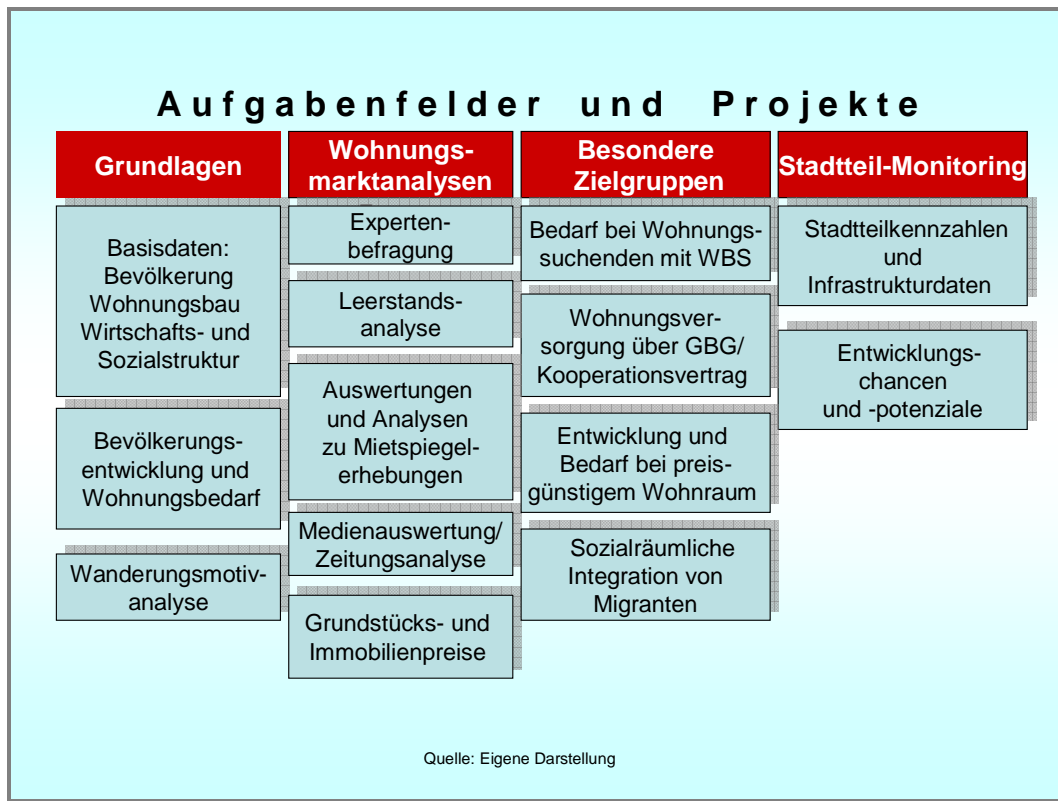 Aufgabenfelder und Projekte
Grundlagen
Basisdaten:
Bevölkerung
Wohnungsbau
Wirtschafts- und
Sozialstruktur
Bevölkerungs-
entwicklung und
Wohnungsbedarf
Wanderungsmotiv-
analyse
Wohnungs-
marktanalysen
Experten-
befragung
Leerstands-
analyse
Auswertungen
und Analysen
zu Mietspiegel-
erhebungen
Medienauswertung/
Zeitungsanalyse
Grundstücks- und
Immobilienpreise
Besondere
Zielgruppen
Bedarf bei Wohnungs-
suchenden mit WBS
Wohnungsver-
sorgung über GBG/
Kooperationsvertrag
Entwicklung und
Bedarf bei preis-
günstigem Wohnraum
Sozialräumliche
Integration von
Migranten
Stadtteil-Monitoring
Stadtteilkennzahlen
und
Infrastrukturdaten
Entwicklungs-
chancen
und -potenziale
Quelle: Eigene Darstellung